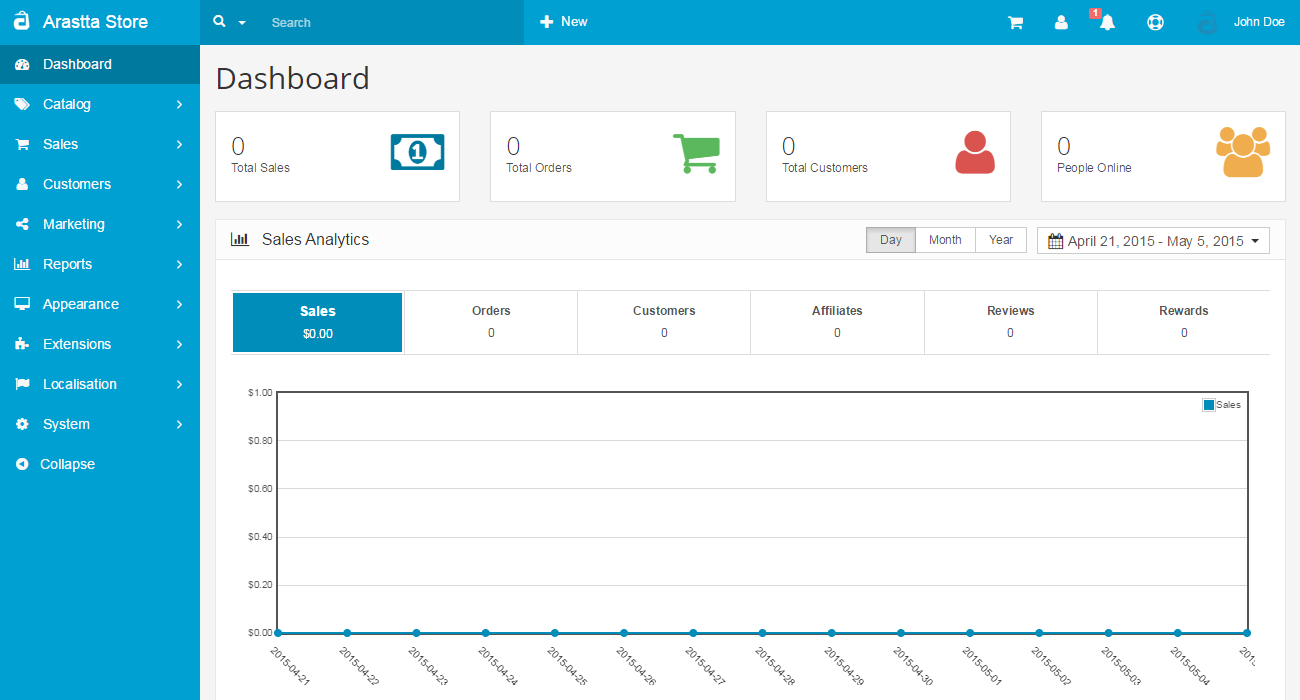 Arastta Store
Search
New
1
John Doe
Dashboard
Catalog
Sales
Customers
Marketing
Reports
Appearance
Extensions
Localisation
System
Collapse
Dashboard
0
Total Sales
1
0
Total Orders
0
Total Customers
0
People Online
Sales Analytics
Day Month Year
April 21, 2015 - May 5, 2015
Sales
$0.00
Orders
0
Customers
0
Affiliates
0
Reviews
0
Rewards
0
$1.00
$0.80
$0.60
$0.40
$0.20
$0.00
Sales
2015-04-21
2015-04-22
2015-04-23
2015-04-24
2015-04-25
2015-04-26
2015-04-27
2015-04-28
2015-04-29
2015-04-30
2015-05-01
2015-05-02
2015-05-03
2015-05-04